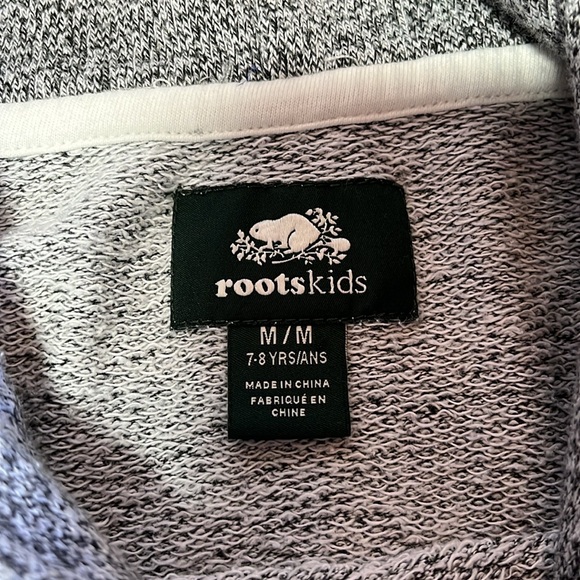 rootskids
M/M
7-8 YRS/ANS
MADE IN CHINA
FABRIQUÉ EN
CHINE